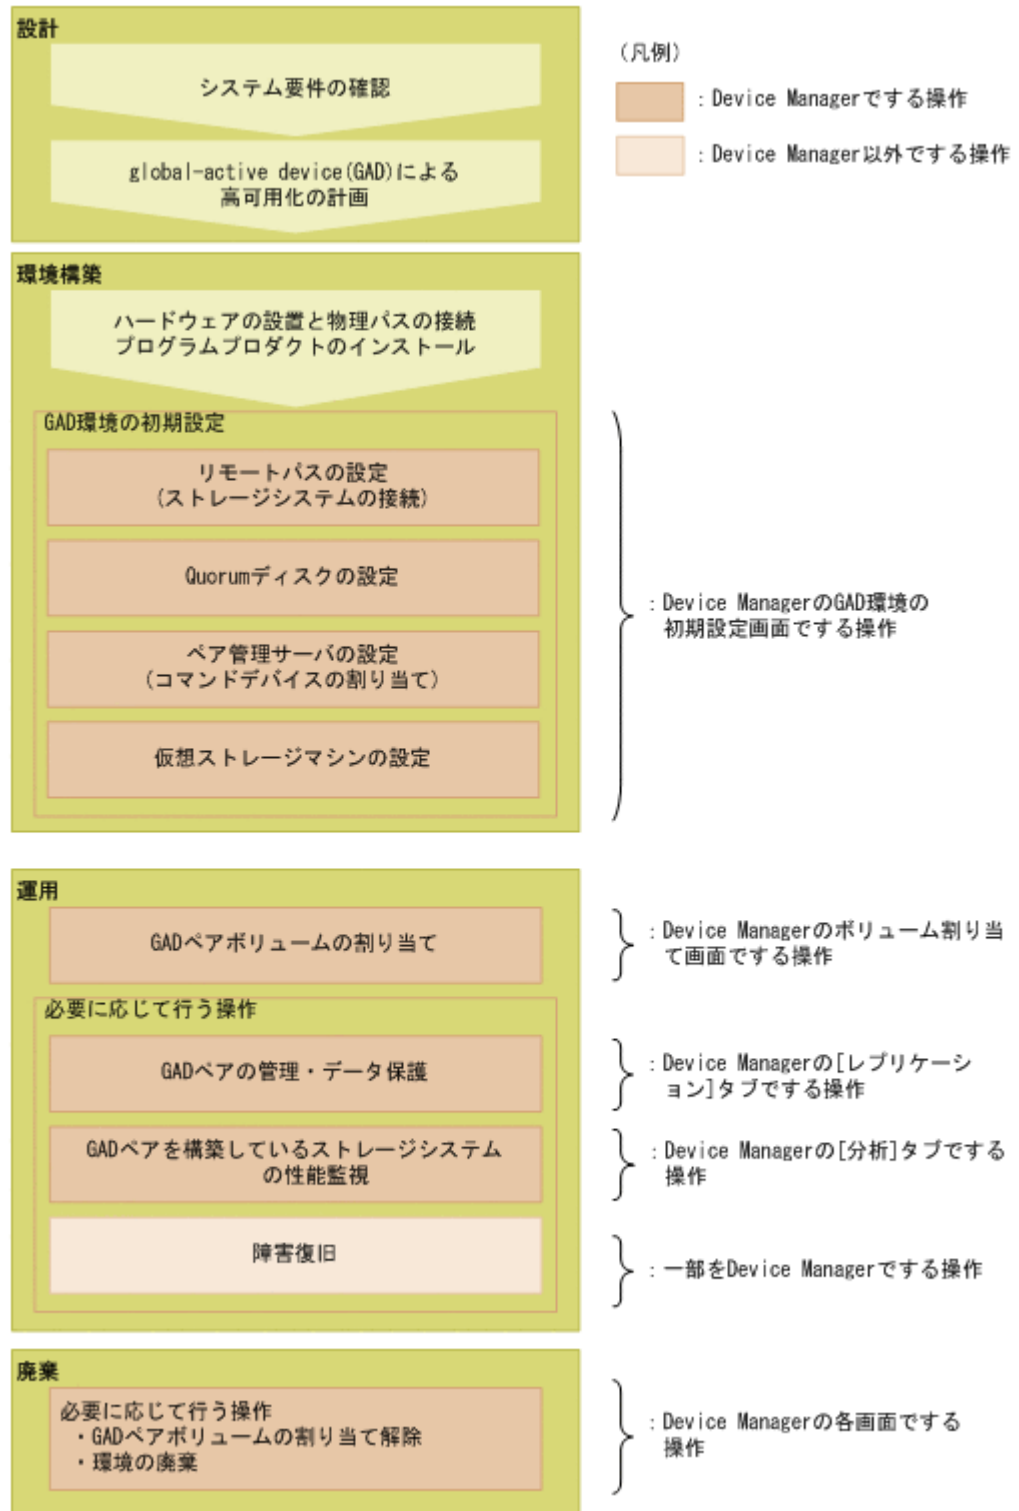 設計
システム要件の確認
global-active device(GAD)による
高可用化の計画
(凡例)
：Device Managerでする操作
：Device Manager以外でする操作
環境構築
ハードウェアの設置と物理パスの接続
プログラムプロダクトのインストール
GAD環境の初期設定
リモートパスの設定
(ストレージシステムの接続)
Quorumディスクの設定
ペア管理サーバの設定
(コマンドデバイスの割り当て)
仮想ストレージマシンの設定
：Device ManagerのGAD環境の
初期設定画面でする操作
運用
GADペアボリュームの割り当て
：Device Managerのボリューム割り当
て画面でする操作
必要に応じて行う操作
GADペアの管理・データ保護
：Device Managerの[レプリケーシ
ョン]タブでする操作
GADペアを構築しているストレージシステム
の性能監視
：Device Managerの[分析]タブでする
操作
障害復旧
：一部をDevice Managerでする操作
廃棄
必要に応じて行う操作
・GADペアボリュームの割り当て解除
・環境の廃棄
：Device Managerの各画面でする
操作